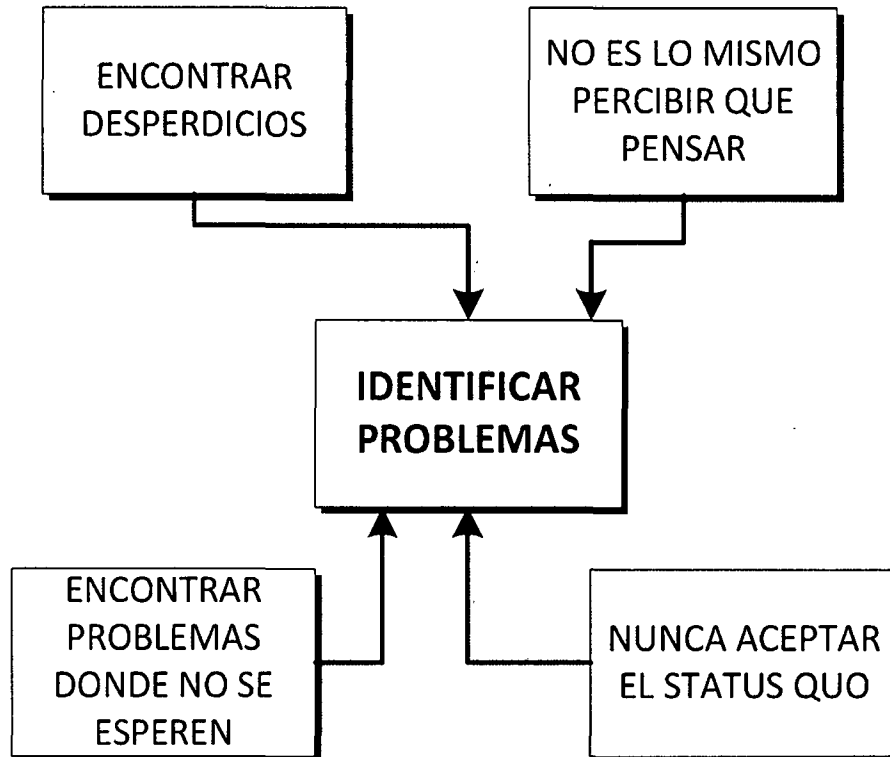 ENCONTRAR
DESPERDICIOS
NO ES LO MISMO
PERCIBIR QUE
PENSAR
IDENTIFICAR
PROBLEMAS
ENCONTRAR
PROBLEMAS
DONDE NO SE
ESPEREN
NUNCA ACEPTAR
EL STATUS QUO